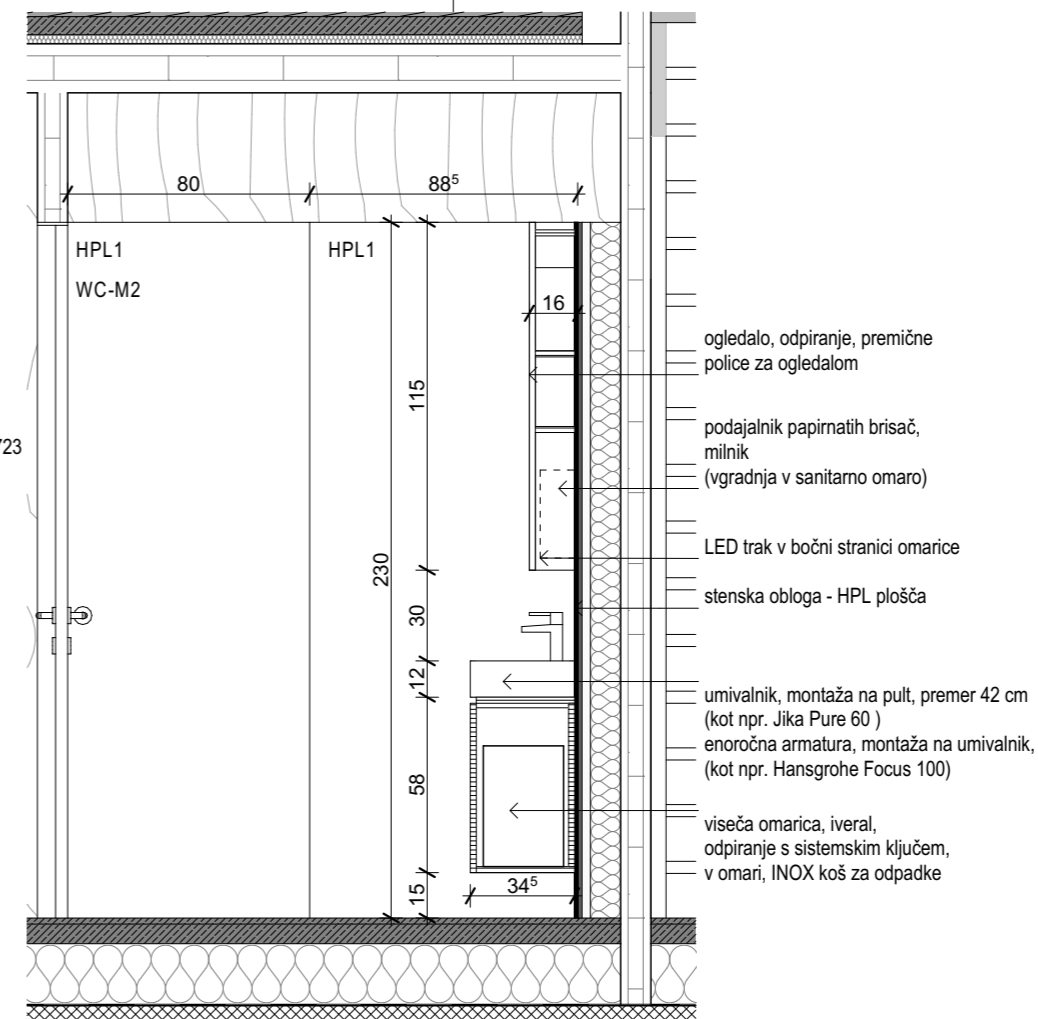 80
88⁵
HPL1
HPL1
WC-M2
16
ogledalo, odpiranje, premične
police za ogledalom
115
723
podajalnik papirnatih brisač,
milnik
(vgradnja v sanitarno omaro)
LED trak v bočni stranici omarice
230
stenska obloga - HPL plošča
30
12
umivalnik, montaža na pult, premer 42 cm
(kot npr. Jika Pure 60 )
enoročna armatura, montaža na umivalnik,
(kot npr. Hansgrohe Focus 100)
58
viseča omarica, iveral,
odpiranje s sistemskim ključem,
v omari, INOX koš za odpadke
15
34⁵